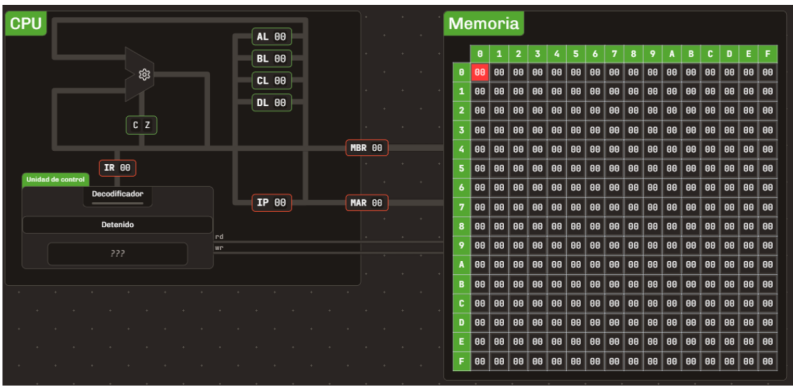 CPU
AL 00
BL 00
CL 00
DL 00
C Z
MBR 00
IR 00
Unidad de control
Decodificador
IP 00
MAR 00
Detenido
rd
wr
???
Memoria
0 1 2 3 4 5 6 7 8 9 A B C D E F
0 00 00 00 00 00 00 00 00 00 00 00 00 00 00 00 00
1 00 00 00 00 00 00 00 00 00 00 00 00 00 00 00 00
2 00 00 00 00 00 00 00 00 00 00 00 00 00 00 00 00
3 00 00 00 00 00 00 00 00 00 00 00 00 00 00 00 00
4 00 00 00 00 00 00 00 00 00 00 00 00 00 00 00 00
5 00 00 00 00 00 00 00 00 00 00 00 00 00 00 00 00
6 00 00 00 00 00 00 00 00 00 00 00 00 00 00 00 00
7 00 00 00 00 00 00 00 00 00 00 00 00 00 00 00 00
8 00 00 00 00 00 00 00 00 00 00 00 00 00 00 00 00
9 00 00 00 00 00 00 00 00 00 00 00 00 00 00 00 00
A 00 00 00 00 00 00 00 00 00 00 00 00 00 00 00 00
B 00 00 00 00 00 00 00 00 00 00 00 00 00 00 00 00
C 00 00 00 00 00 00 00 00 00 00 00 00 00 00 00 00
D 00 00 00 00 00 00 00 00 00 00 00 00 00 00 00 00
E 00 00 00 00 00 00 00 00 00 00 00 00 00 00 00 00
F 00 00 00 00 00 00 00 00 00 00 00 00 00 00 00 00